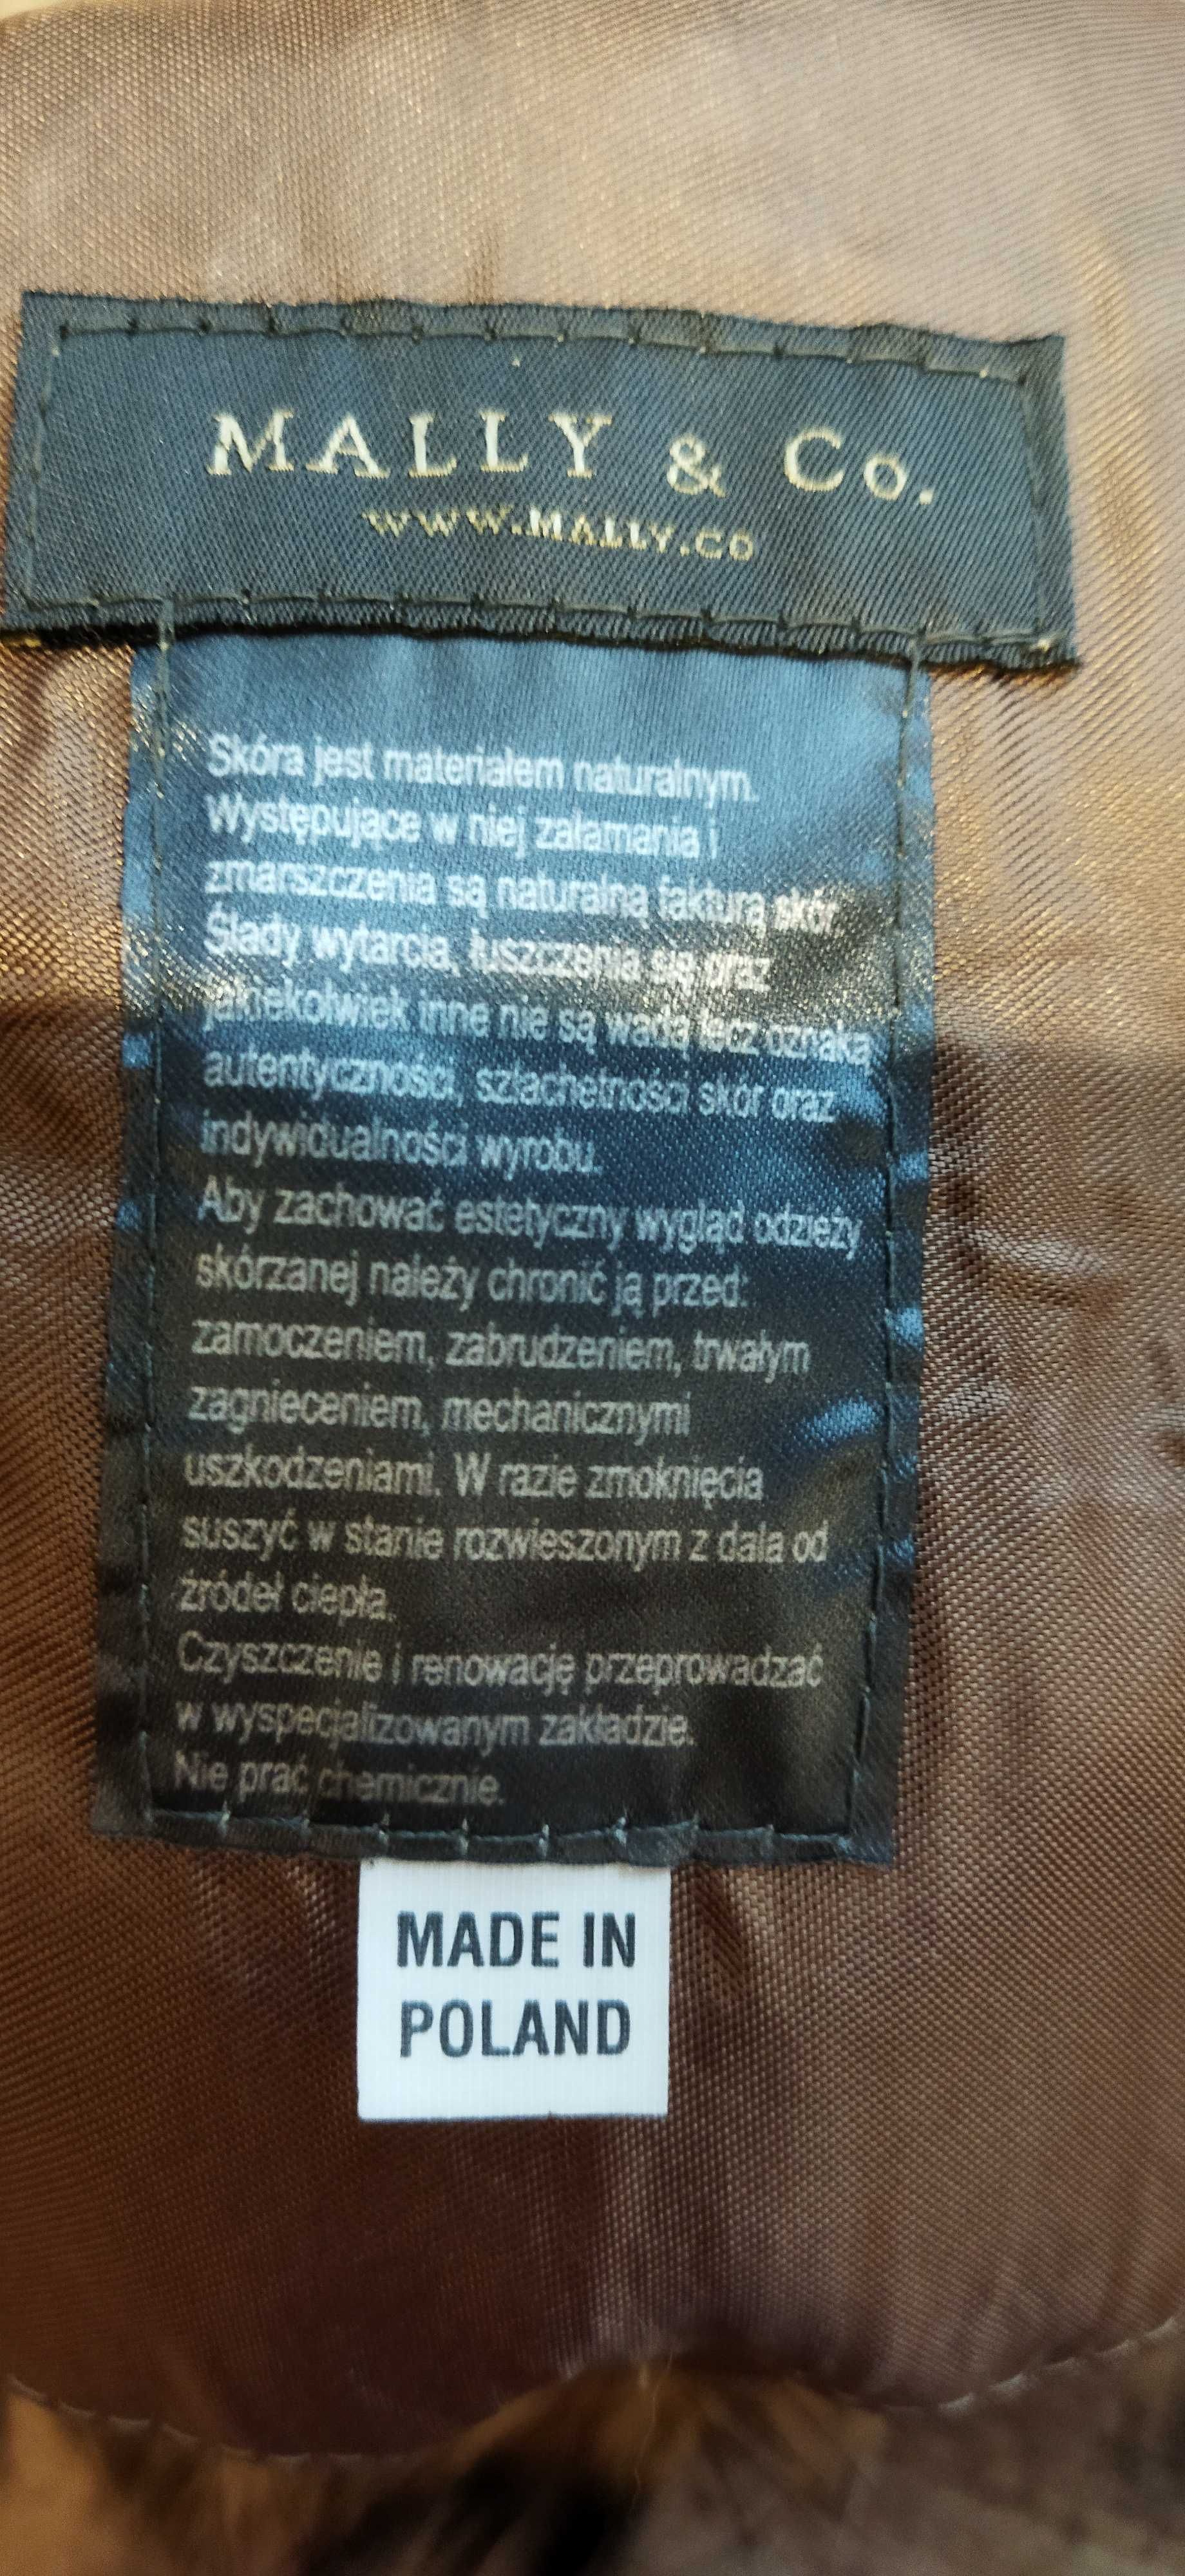 MALLY & Co.
WWW.MALLY.CO
Skóra jest materiałem naturalnym.
Występujące w niej załamania i
zmarszczenia są naturalną fakturą skór.
Ślady wytarcia, łuszczenia się oraz
jakiekolwiek inne nie są wadą lecz oznaką
autentyczności, szlachetności skór oraz
indywidualności wyrobu.
Aby zachować estetyczny wygląd odzieży
skórzanej należy chronić ją przed:
zamoczeniem, zabrudzeniem, trwałym
zagnieceniem, mechanicznymi
uszkodzeniami. W razie zmoknięcia
suszyć w stanie rozwieszonym z dala od
źródeł ciepła.
Czyszczenie i renowację przeprowadzać
w wyspecjalizowanym zakładzie.
Nie prać chemicznie.
MADE IN
POLAND